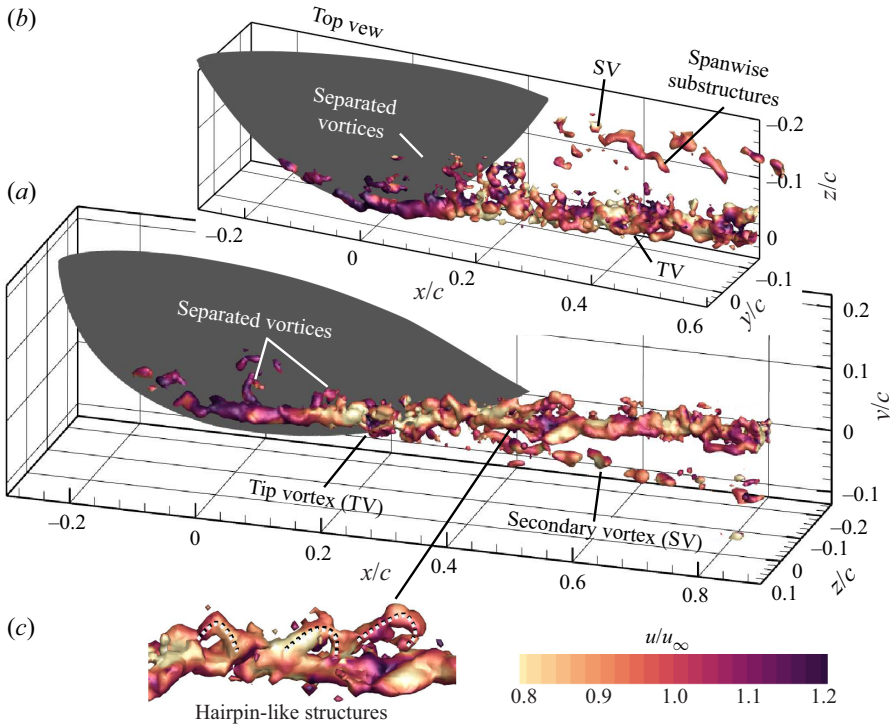 (b)
Top vew
SV
Spanwise
substructures
Separated
vortices
–0.2
–0.1
z/c
0
(a)
–0.2
0
0.2
0.4
0.6
x/c
TV
–0.1
0
y/c
Separated vortices
0.2
0.1
y/c
0
–0.1
Tip vortex (TV)
Secondary vortex (SV)
–0.2
0
0.2
0.4
0.6
0.8
x/c
–0.2
–0.1
0
0.1
z/c
(c)
Hairpin-like structures
u/u∞
0.8 0.9 1.0 1.1 1.2